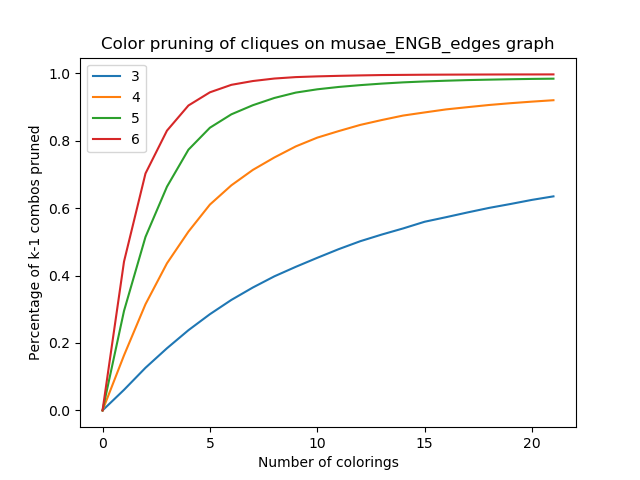 Color pruning of cliques on musae_ENGB_edges graph
3
4
5
6
Percentage of k-1 combos pruned
1.0
0.8
0.6
0.4
0.2
0.0
0 5 10 15 20
Number of colorings